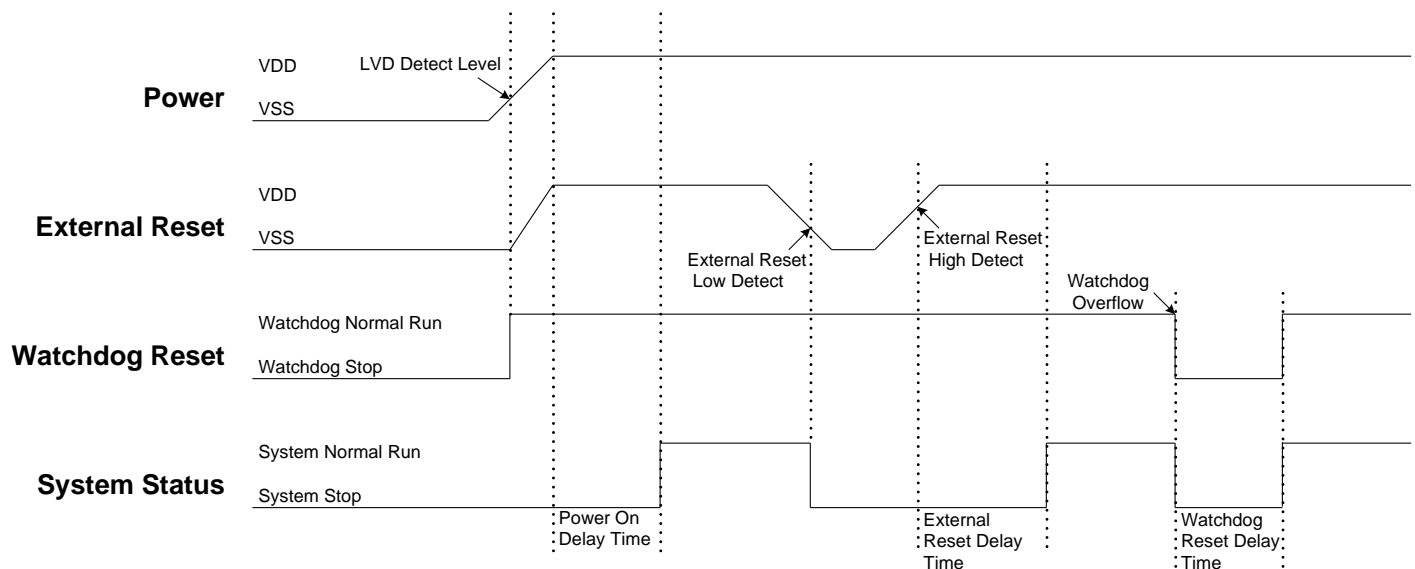 Power
VDD
VSS
LVD Detect Level
External Reset
VDD
VSS
External Reset
Low Detect
External Reset
High Detect
Watchdog Reset
Watchdog Normal Run
Watchdog Stop
Watchdog
Overflow
System Status
System Normal Run
System Stop
Power On
Delay Time
External
Reset Delay
Time
Watchdog
Reset Delay
Time